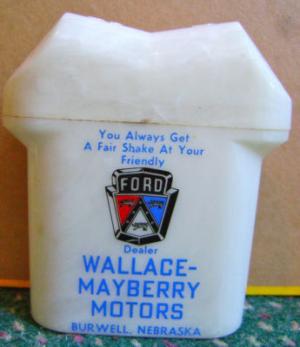 You Always Get
A Fair Shake At Your
Friendly
FORD
Dealer
WALLACE-
MAYBERRY
MOTORS
BURWELL, NEBRASKA